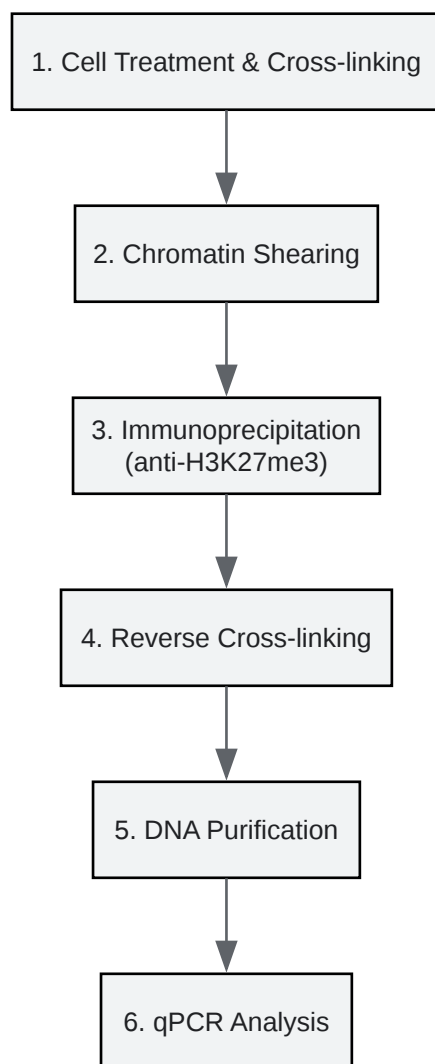 1. Cell Treatment & Cross-linking
2. Chromatin Shearing
3. Immunoprecipitation
(anti-H3K27me3)
4. Reverse Cross-linking
5. DNA Purification
6. qPCR Analysis